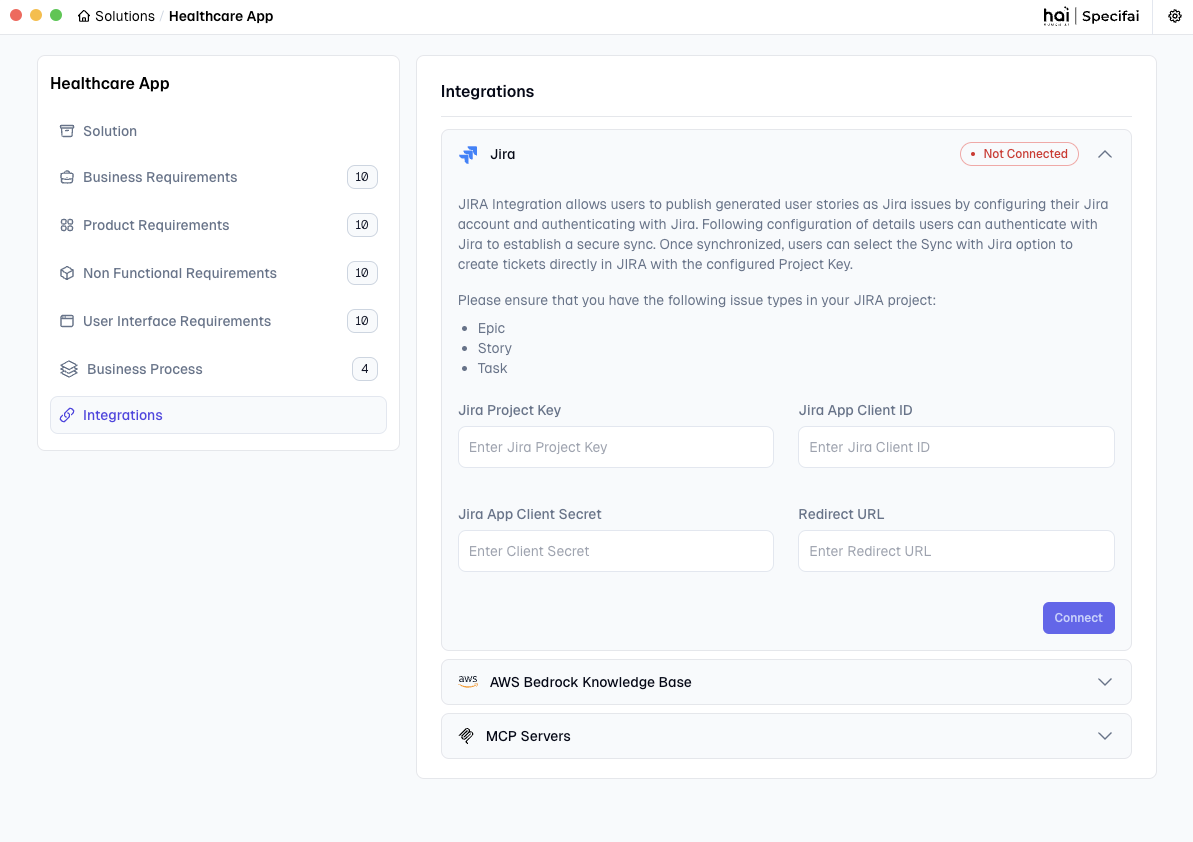 Solutions / Healthcare App
hai
Specifai
Healthcare App
Solution
Business Requirements 10
Product Requirements 10
Non Functional Requirements 10
User Interface Requirements 10
Business Process 4
Integrations
Integrations
Jira
• Not Connected
JIRA Integration allows users to publish generated user stories as Jira issues by configuring their Jira
account and authenticating with Jira. Following configuration of details users can authenticate with
Jira to establish a secure sync. Once synchronized, users can select the Sync with Jira option to
create tickets directly in JIRA with the configured Project Key.
Please ensure that you have the following issue types in your JIRA project:
• Epic
• Story
• Task
Jira Project Key
Enter Jira Project Key
Jira App Client ID
Enter Jira Client ID
Jira App Client Secret
Enter Client Secret
Redirect URL
Enter Redirect URL
Connect
aws AWS Bedrock Knowledge Base
MCP Servers